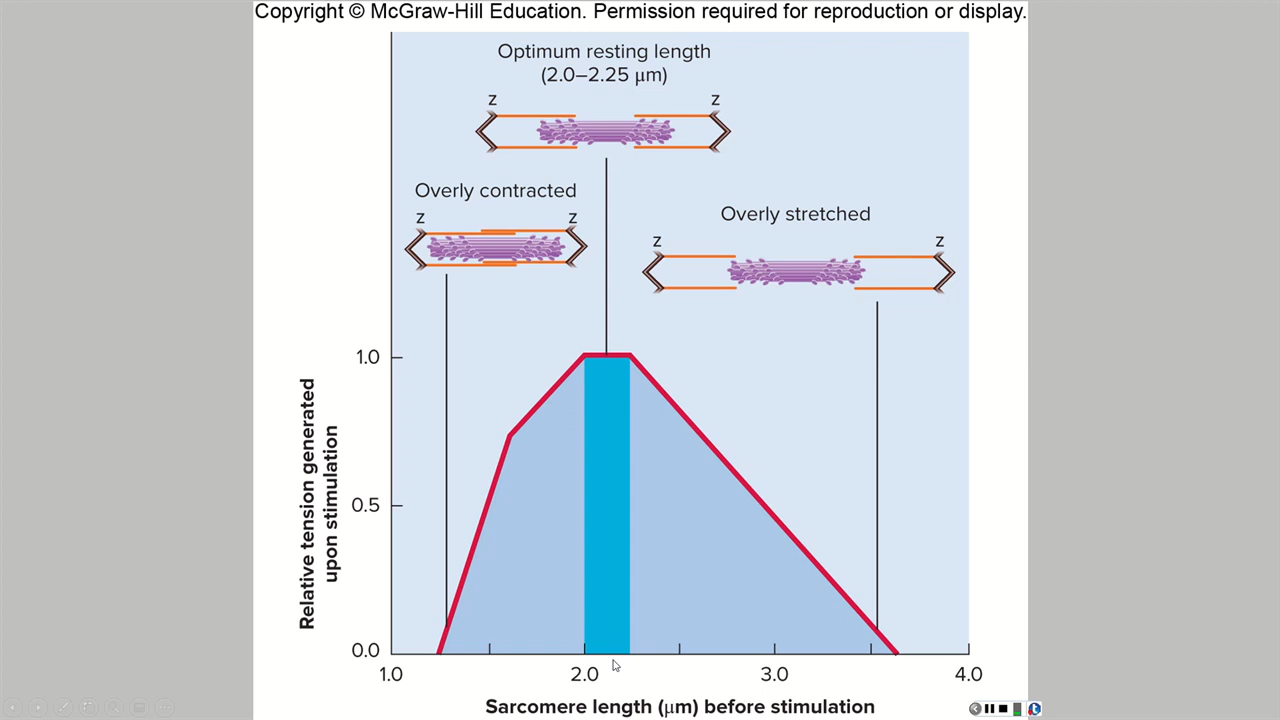 Copyright © McGraw-Hill Education. Permission required for reproduction or display.
Optimum resting length
(2.0–2.25 μm)
z z
Overly contracted
z z
Overly stretched
z z
1.0
0.5
0.0
Relative tension generated
upon stimulation
1.0 2.0 3.0 4.0
Sarcomere length (μm) before stimulation